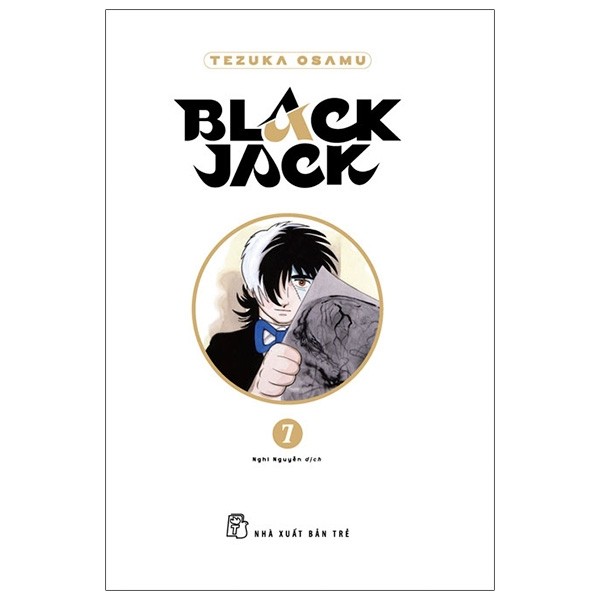 TEZUKA OSAMU
BLACK
JACK
7
Nghi Nguyễn dịch
NHÀ XUẤT BẢN TRẺ